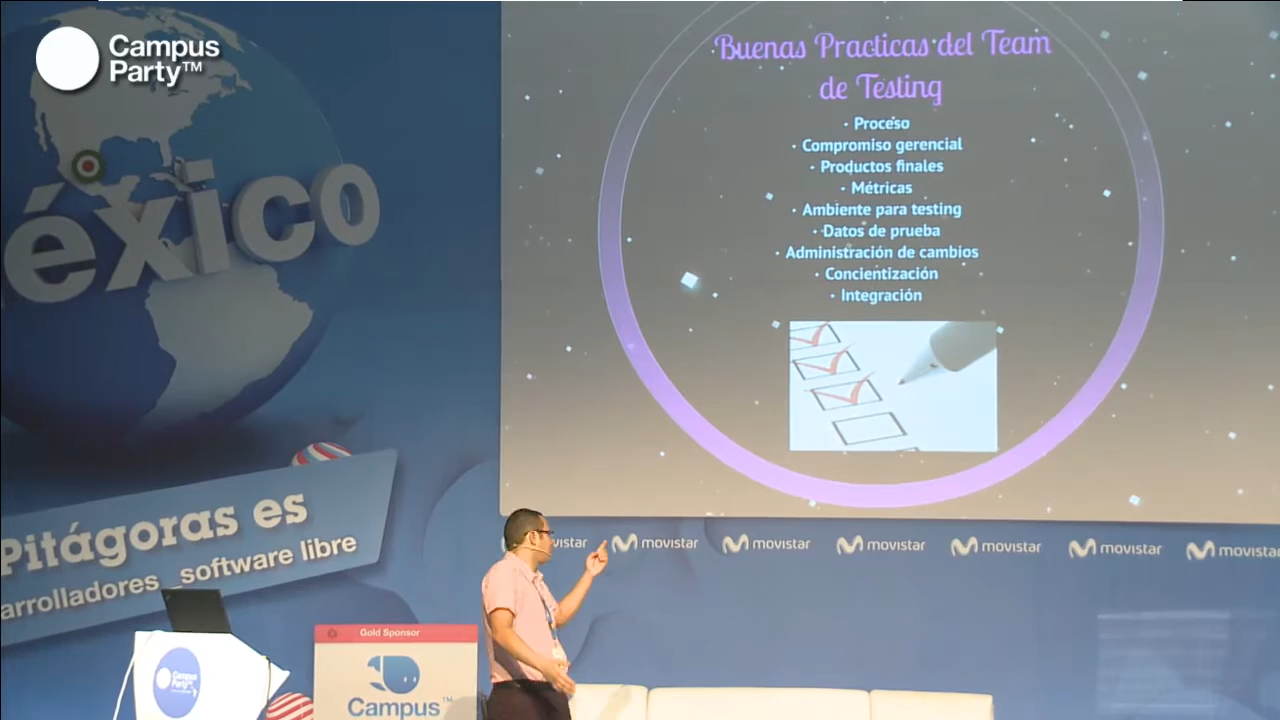 Campus
Party™
éxico
Pitágoras es
arrolladores _software libre
Buenas Practicas del Team
de Testing
· Proceso
· Compromiso gerencial
· Productos finales
· Métricas
· Ambiente para testing
· Datos de prueba
· Administración de cambios
· Concientización
· Integración
movistar movistar movistar movistar movistar movistar
Gold Sponsor
Campus™
Campus
Party™